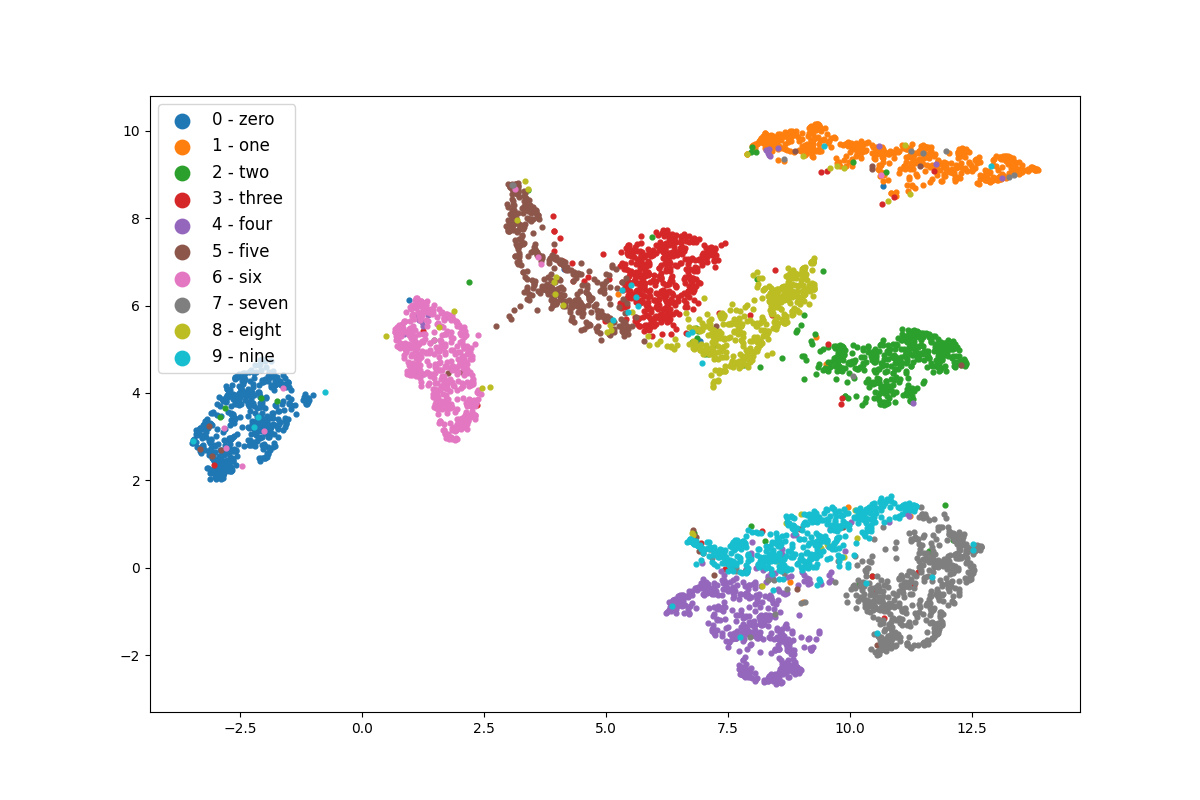 0 - zero
1 - one
2 - two
3 - three
4 - four
5 - five
6 - six
7 - seven
8 - eight
9 - nine
10
8
6
4
2
0
−2
−2.5 0.0 2.5 5.0 7.5 10.0 12.5